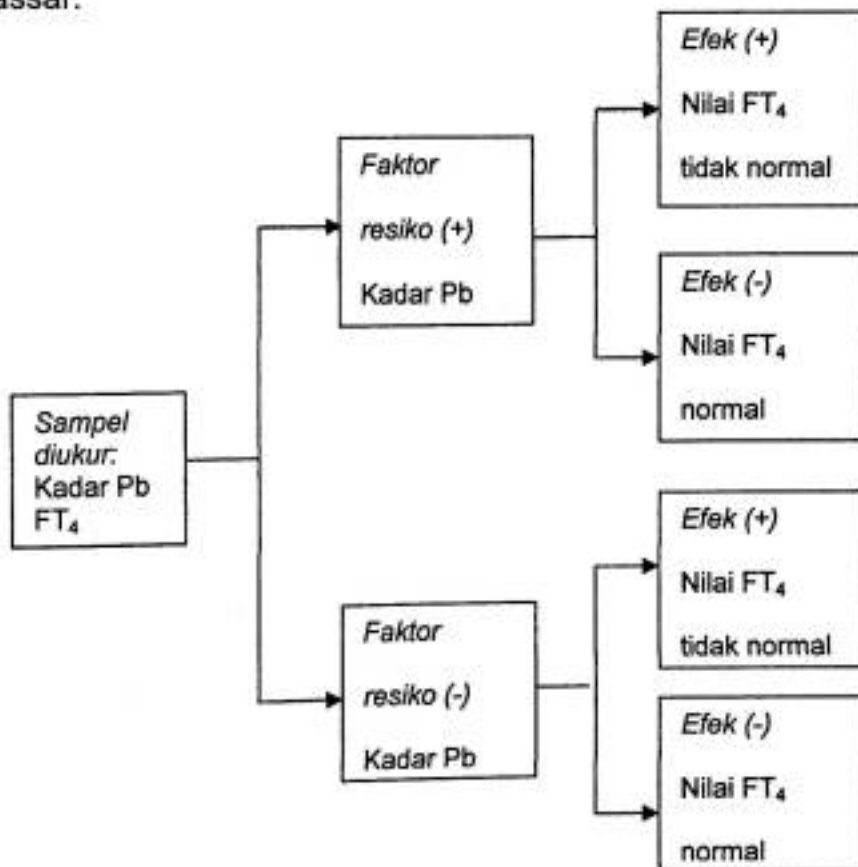 Efek (+)
Nilai FT₄
tidak normal
Faktor
resiko (+)
Kadar Pb
Efek (-)
Nilai FT₄
normal
Sampel
diukur:
Kadar Pb
FT₄
Efek (+)
Nilai FT₄
tidak normal
Faktor
resiko (-)
Kadar Pb
Efek (-)
Nilai FT₄
normal